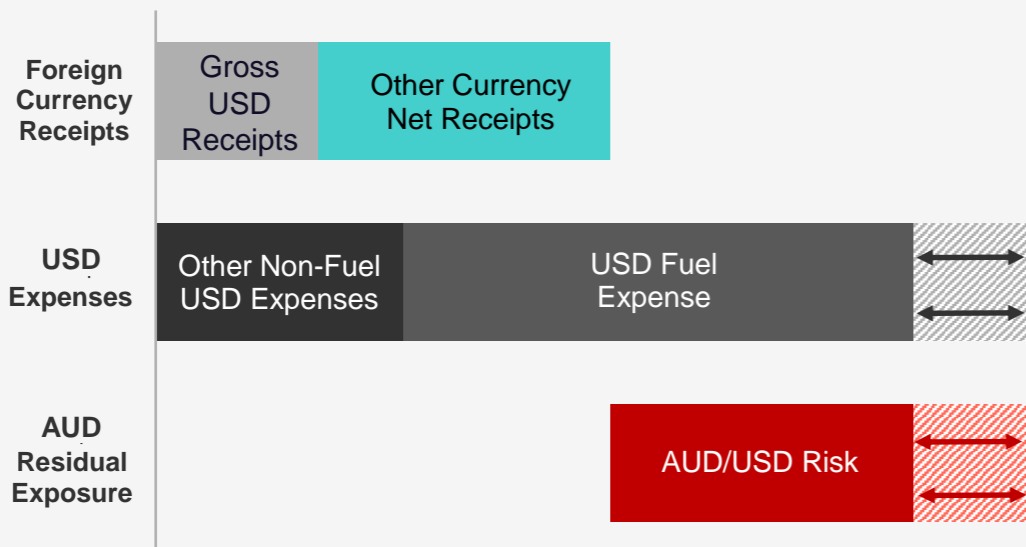 Foreign
Currency
Receipts
Gross
USD
Receipts
Other Currency
Net Receipts
USD
Expenses
Other Non-Fuel
USD Expenses
USD Fuel
Expense
AUD
Residual
Exposure
AUD/USD Risk